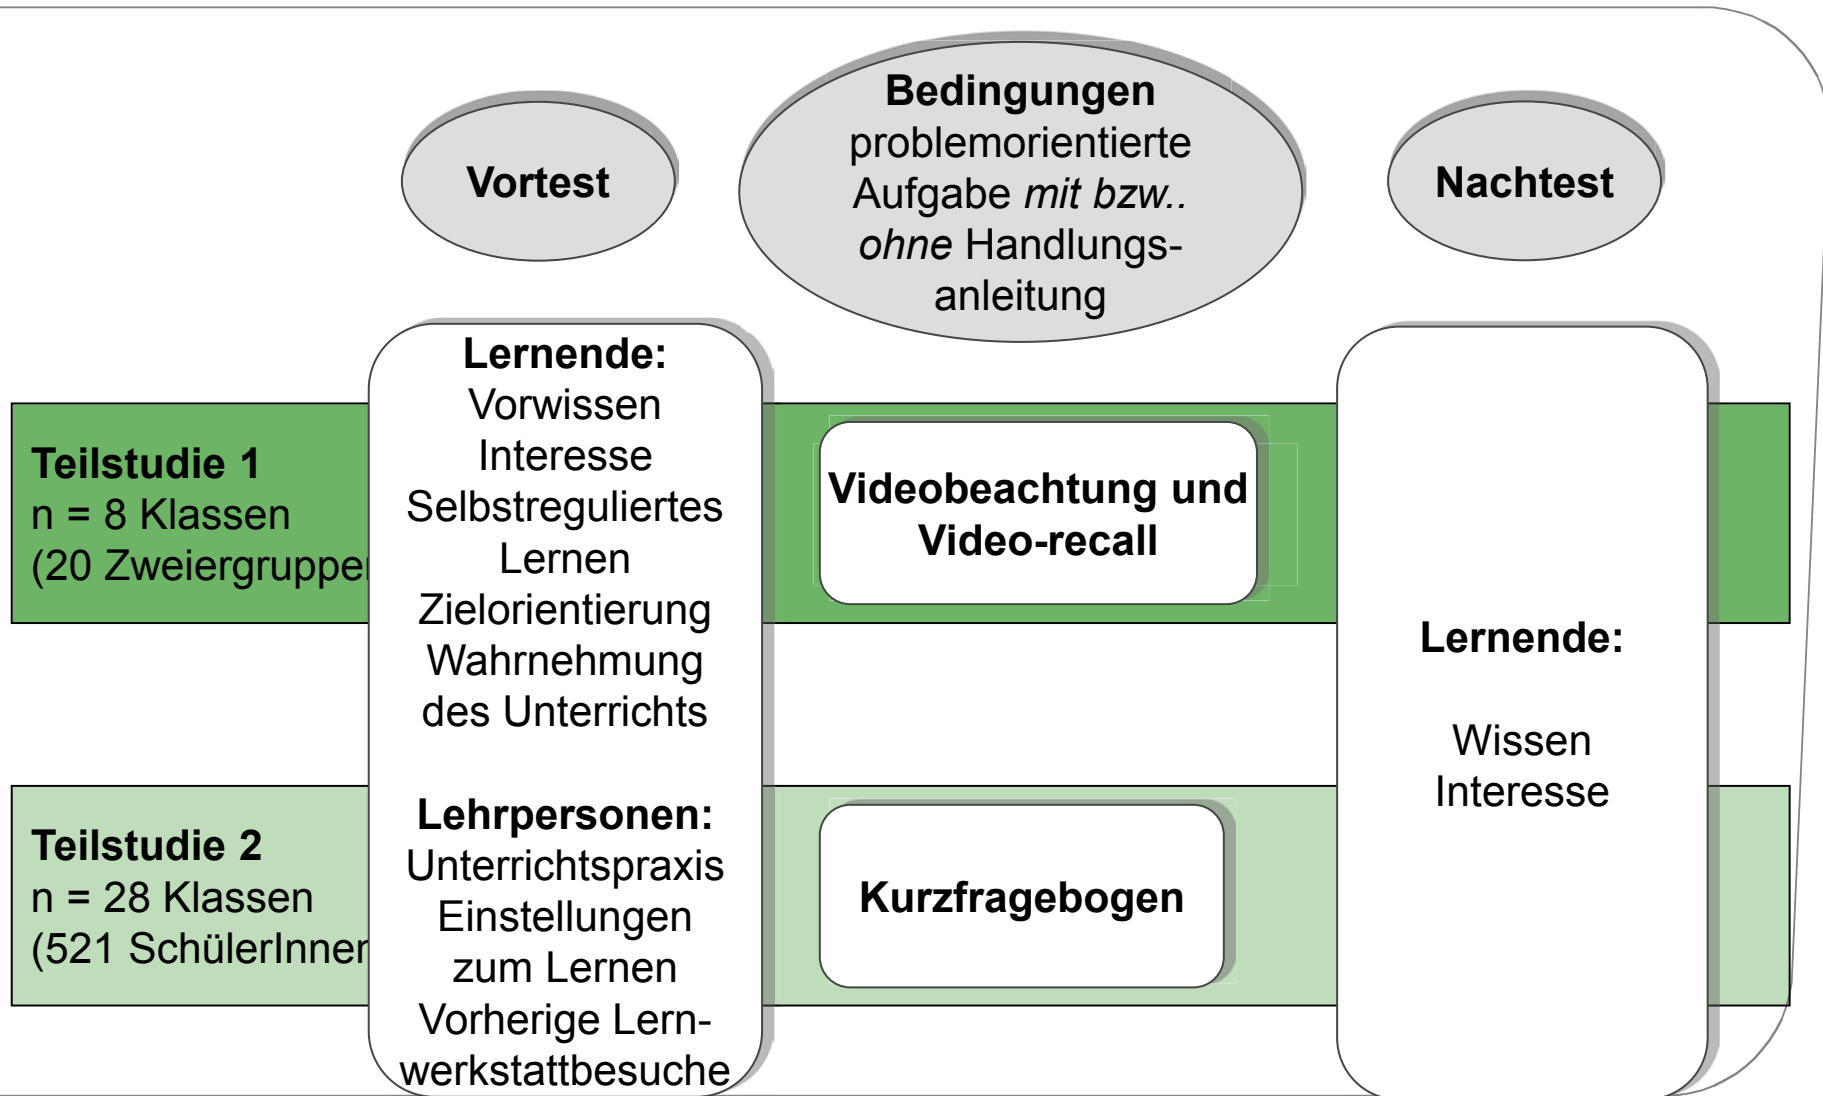 Vortest
Bedingungen
problemorientierte
Aufgabe mit bzw..
ohne Handlungs-
anleitung
Nachtest
Teilstudie 1
n = 8 Klassen
(20 Zweiergruppe
Teilstudie 2
n = 28 Klassen
(521 SchülerInne
Lernende:
Vorwissen
Interesse
Selbstreguliertes
Lernen
Zielorientierung
Wahrnehmung
des Unterrichts
Lehrpersonen:
Unterrichtspraxis
Einstellungen
zum Lernen
Vorherige Lern-
werkstattbesuche
Videobeachtung und
Video-recall
Kurzfragebogen
Lernende:
Wissen
Interesse